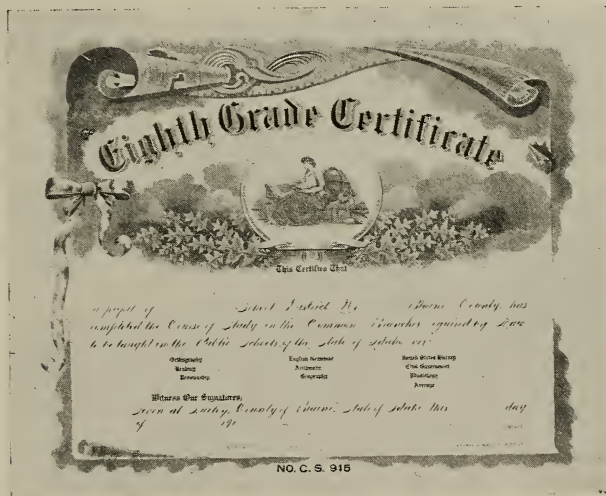 Eighth Grade Certificate
This Certifies That
a pupil of School District No Blaine County, has
completed the Course of Study in the Common Branches required by Law
to be taught in the Public Schools of the State of Idaho viz:
Orthography English Grammar United States History
Reading Arithmetic Civil Government
Penmanship Geography Physiology
Average
Witness Our Signatures,
Given at Hailey, County of Blaine, State of Idaho this day
of 190
NO. C. S. 915